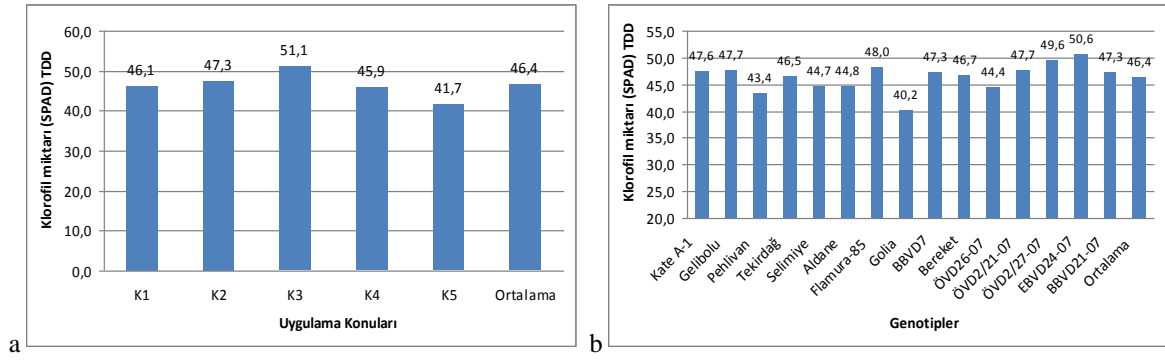 Klorofil miktarı (SPAD) TDD
60,0
50,0
40,0
30,0
20,0
10,0
0,0
46,1
47,3
51,1
45,9
41,7
46,4
K1
K2
K3
K4
K5
Ortalama
Uygulama Konuları
a
Klorofil miktarı (SPAD) TDD
55,0
50,0
45,0
40,0
35,0
30,0
25,0
20,0
47,6
47,7
43,4
46,5
44,7
44,8
48,0
40,2
47,3
46,7
44,4
47,7
49,6
50,6
47,3
46,4
Kate A-1
Gelibolu
Pehlivan
Tekirdağ
Selimiye
Aldane
Flamura-85
Golia
BBVD7
Bereket
ÖVD26-07
ÖVD2/21-07
ÖVD2/27-07
EBVD24-07
BBVD21-07
Ortalama
Genotipler
b